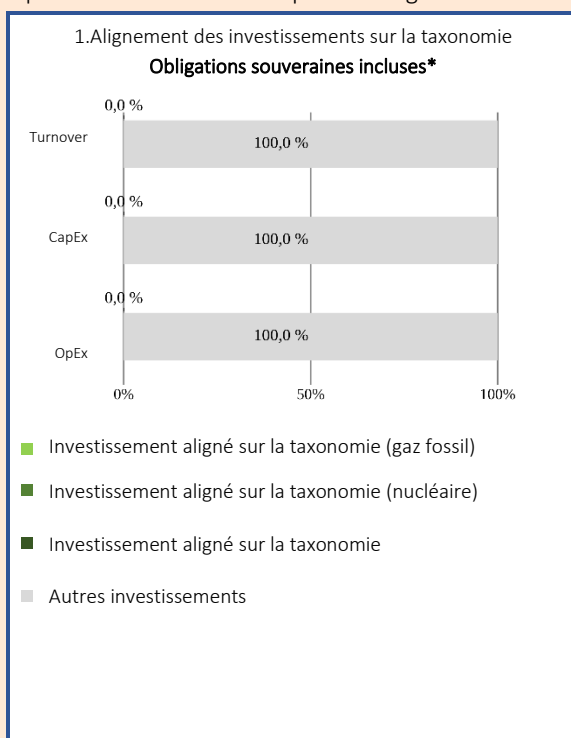 1.Alignement des investissements sur la taxonomie
Obligations souveraines incluses*
0,0 %
Turnover
100,0 %
0,0 %
CapEx
100,0 %
0,0 %
100,0 %
OpEx
0%
50%
100%
Investissement aligné sur la taxonomie (gaz fossil)
Investissement aligné sur la taxonomie (nucléaire)
Investissement aligné sur la taxonomie
Autres investissements